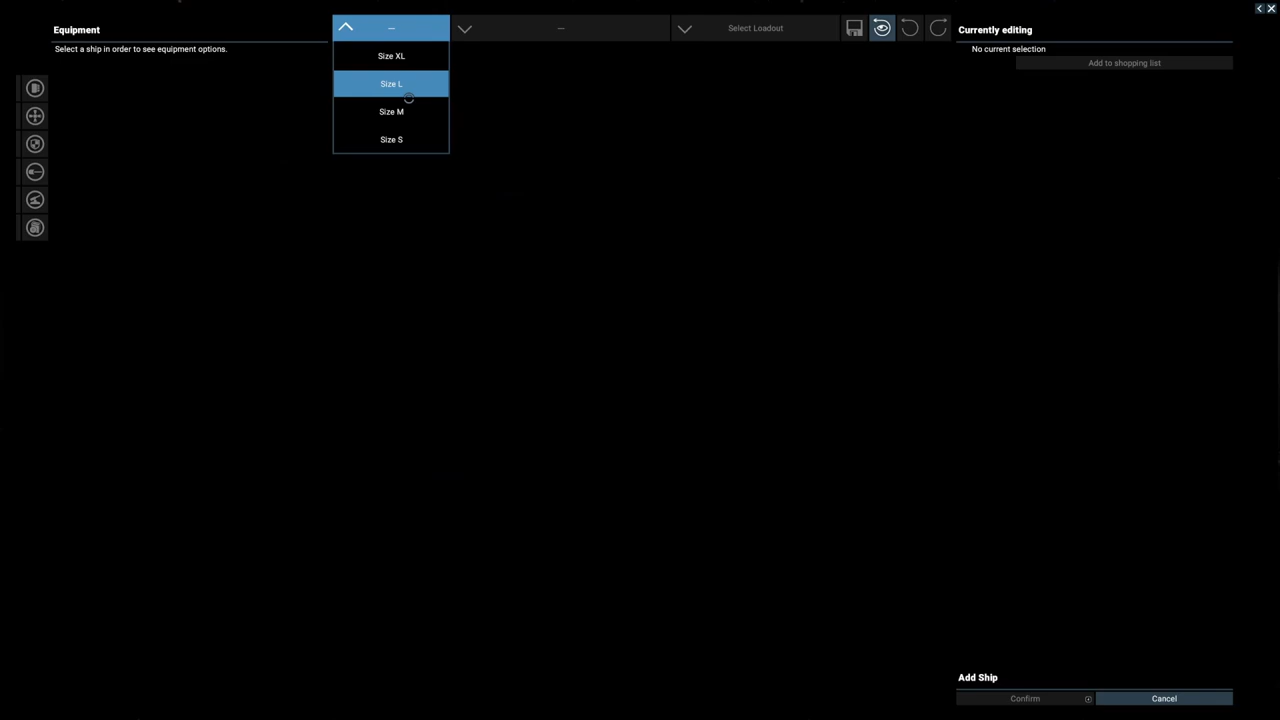 Equipment
Select a ship in order to see equipment options.
–
–
Select Loadout
Size XL
Size L
Size M
Size S
Currently editing
No current selection
Add to shopping list
Add Ship
Confirm
Cancel